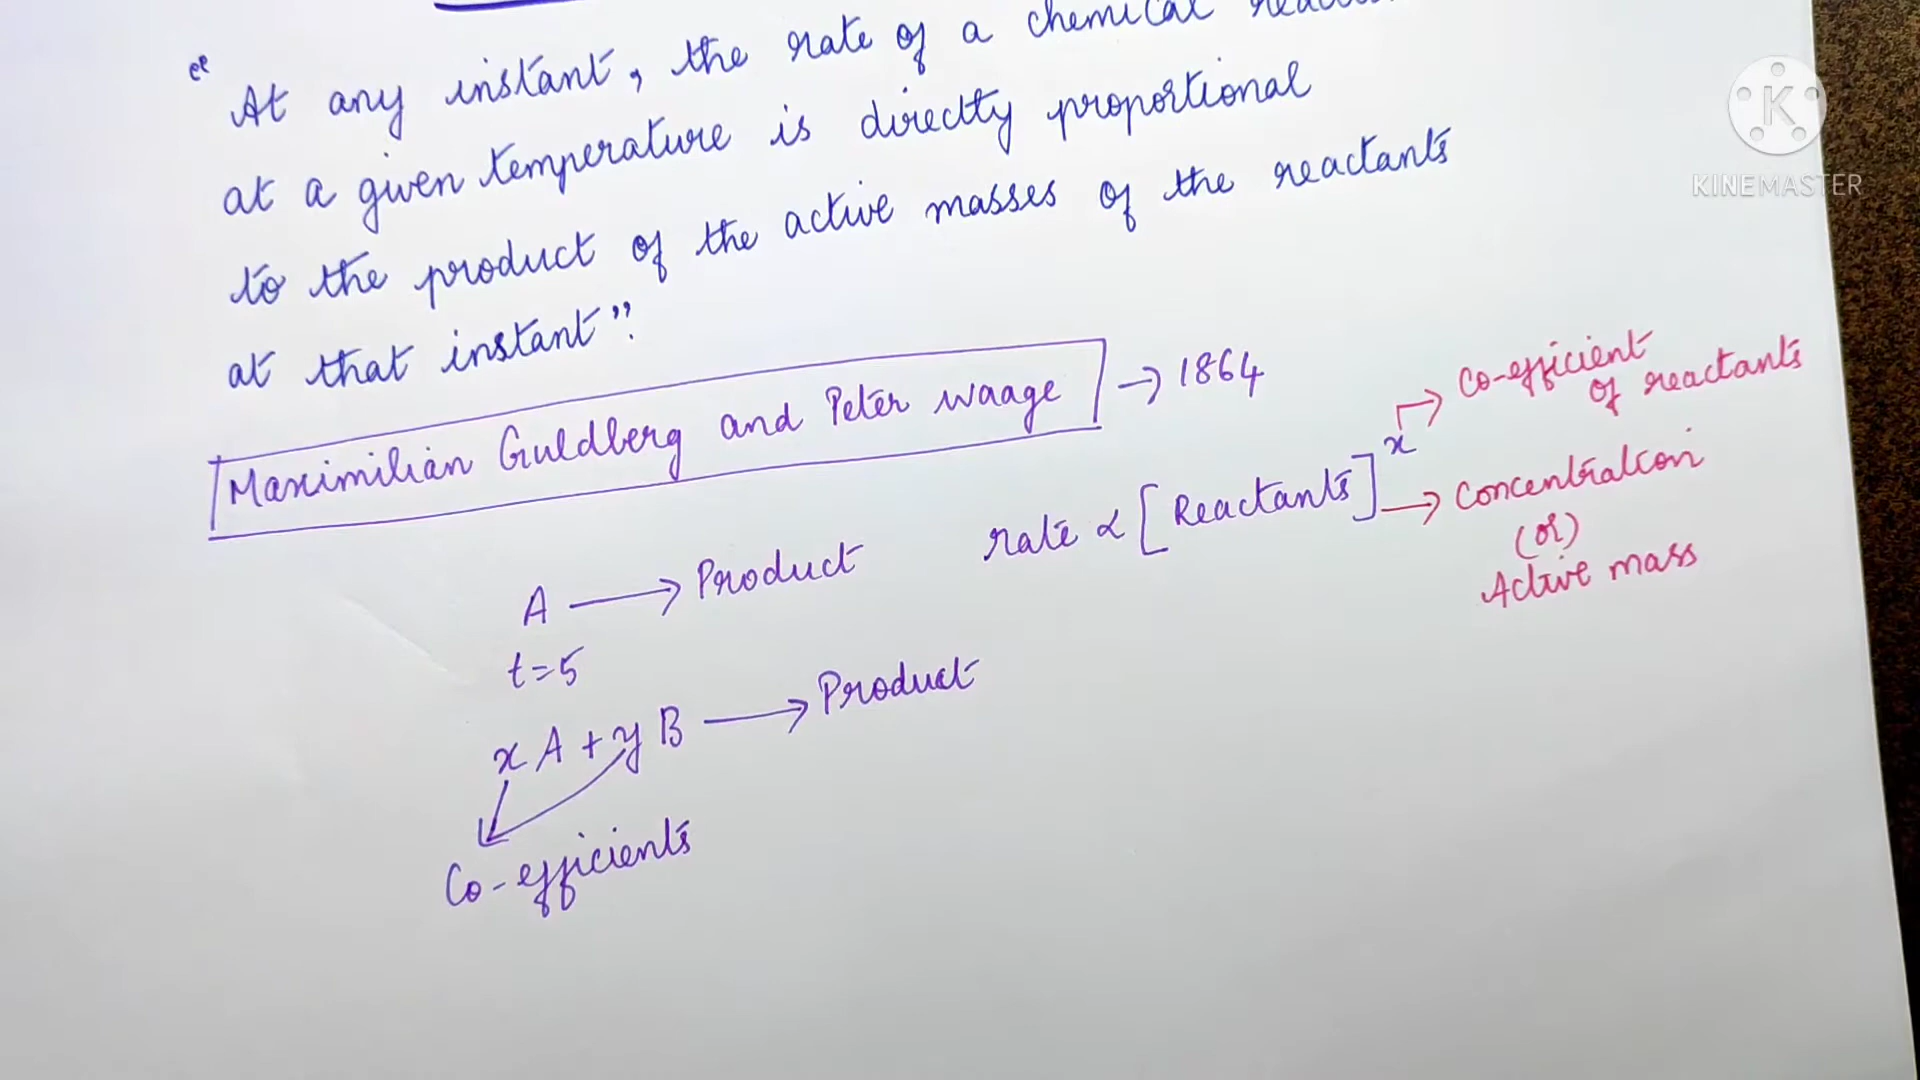 “At any instant, the rate of a chemical
at a given temperature is directly proportional
to the product of the active masses of the reactants
at that instant”.
Maximilian Guldberg and Peter waage → 1864
rate ∝ [Reactants]^x
→ Co-efficient
of reactants
→ Concentration
(or)
Active mass
A → Product
t=5
x A + y B → Product
Co-efficients
KINEMASTER